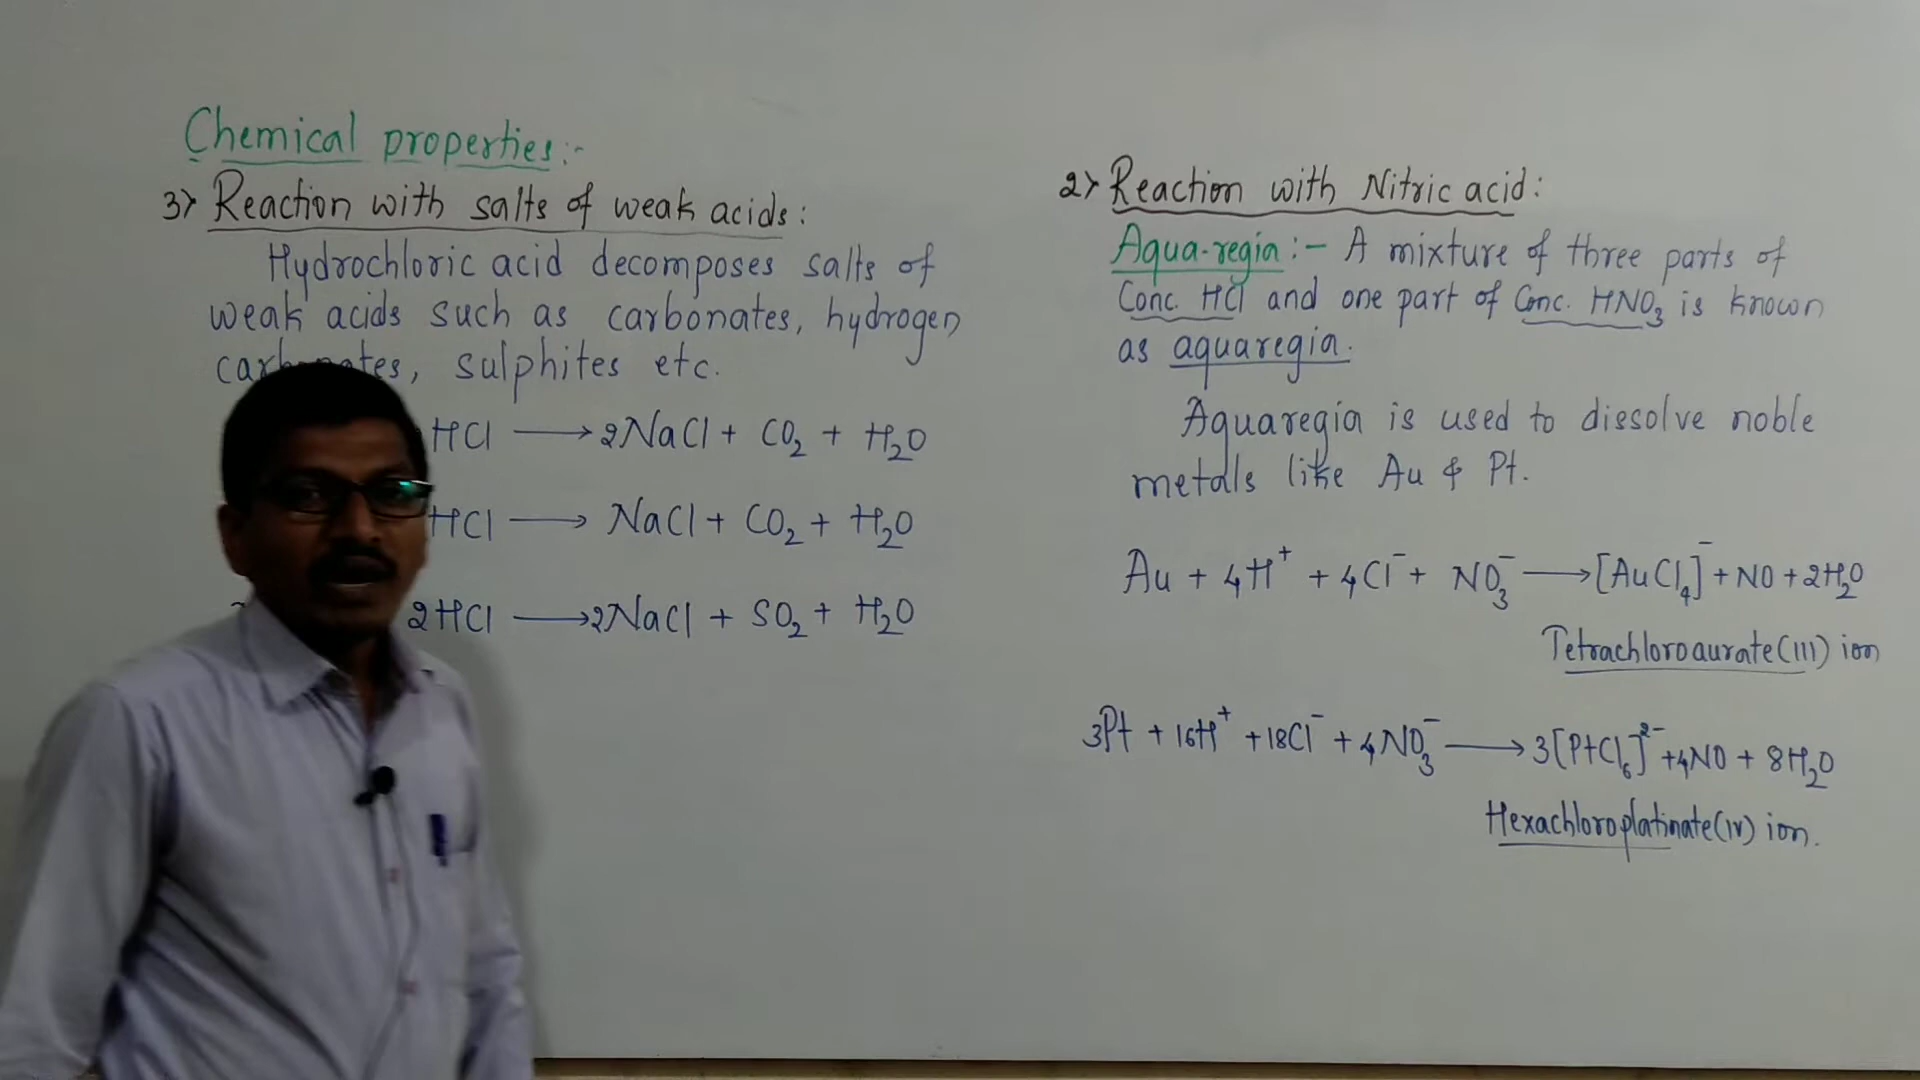 Chemical properties:-
3> Reaction with salts of weak acids:
Hydrochloric acid decomposes salts of
weak acids such as carbonates, hydrogen
sulphites etc.
HCl ⟶ 2NaCl + CO₂ + H₂O
HCl ⟶ NaCl + CO₂ + H₂O
2HCl ⟶ 2NaCl + SO₂ + H₂O
2> Reaction with Nitric acid:
Aqua-regia:- A mixture of three parts of
Conc. HCl and one part of Conc. HNO₃ is known
as aquaregia.
Aquaregia is used to dissolve noble
metals like Au & Pt.
Au + 4H⁺ + 4Cl⁻ + NO₃⁻ ⟶ [AuCl₄]⁻ + NO + 2H₂O
Tetrachloroaurate(III) ion
3Pt + 16H⁺ + 18Cl⁻ + 4NO₃⁻ ⟶ 3[PtCl₆]²⁻ + 4NO + 8H₂O
Hexachloroplatinate(IV) ion.